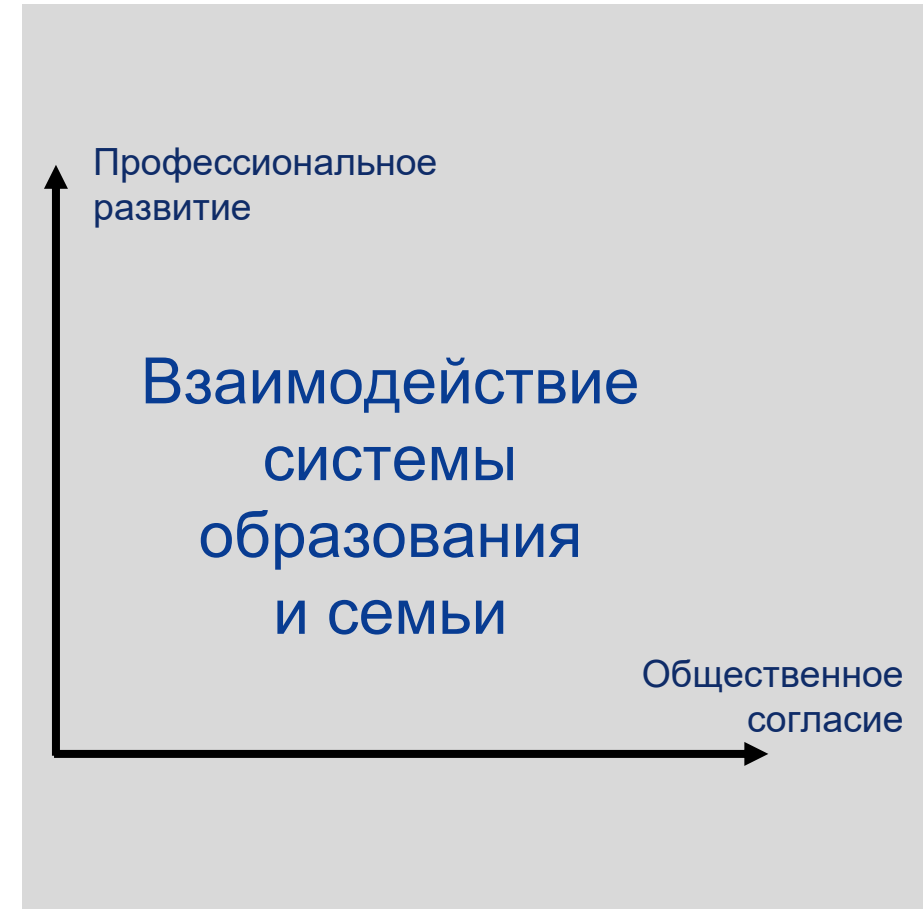 Профессиональное
развитие
Взаимодействие
системы
образования
и семьи
Общественное
согласие